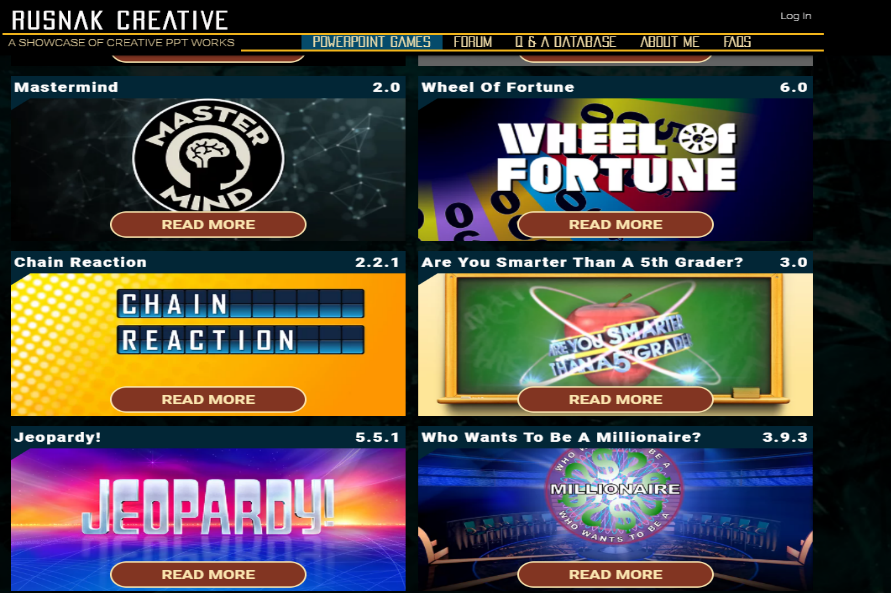 RUSNAK CREATIVE
Log In
A SHOWCASE OF CREATIVE PPT WORKS
POWERPOINT GAMES FORUM Q & A DATABASE ABOUT ME FAQS
Mastermind 2.0
MASTER
MIND
READ MORE
Wheel Of Fortune 6.0
WHEEL OF
FORTUNE
READ MORE
Chain Reaction 2.2.1
CHAIN
REACTION
READ MORE
Are You Smarter Than A 5th Grader? 3.0
ARE YOU SMARTER
THAN A 5TH GRADER
READ MORE
Jeopardy! 5.5.1
JEOPARDY!
READ MORE
Who Wants To Be A Millionaire? 3.9.3
WHO WANTS TO BE A
MILLIONAIRE
WHO WANTS TO BE A
READ MORE